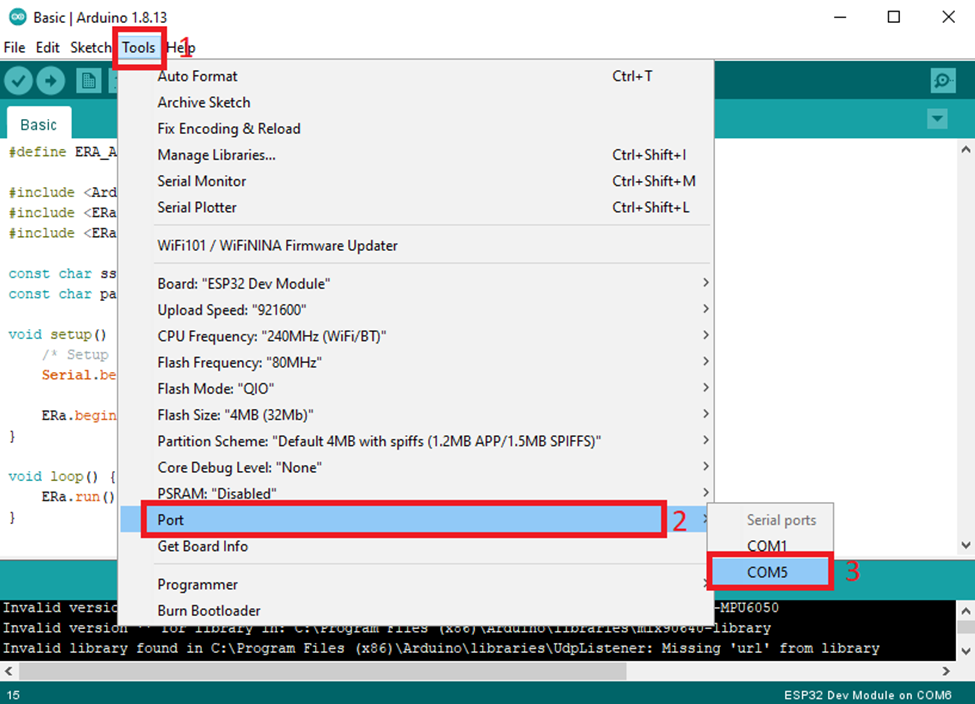 Basic | Arduino 1.8.13
File Edit Sketch Tools Help 1
Auto Format Ctrl+T
Archive Sketch
Fix Encoding & Reload
Manage Libraries... Ctrl+Shift+I
Serial Monitor Ctrl+Shift+M
Serial Plotter Ctrl+Shift+L
WiFi101 / WiFiNINA Firmware Updater
Board: "ESP32 Dev Module"
Upload Speed: "921600"
CPU Frequency: "240MHz (WiFi/BT)"
Flash Frequency: "80MHz"
Flash Mode: "QIO"
Flash Size: "4MB (32Mb)"
Partition Scheme: "Default 4MB with spiffs (1.2MB APP/1.5MB SPIFFS)"
Core Debug Level: "None"
PSRAM: "Disabled"
Port 2
Get Board Info
Programmer
Burn Bootloader
Serial ports
COM1
COM5 3
Basic
#define ERA_A
#include <Ard
#include <ERa
#include <ERa
const char ss
const char pa
void setup()
/* Setup
Serial.be
ERa.begin
}
void loop() {
ERa.run()
}
Invalid versio -MPU6050
Invalid version '' for library in: C:\Program Files (x86)\Arduino\libraries\mlx90640-library
Invalid library found in C:\Program Files (x86)\Arduino\libraries\UdpListener: Missing 'url' from library
15 ESP32 Dev Module on COM6